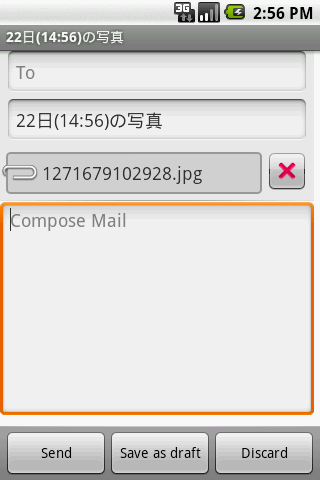 3G 2:56 PM
22日(14:56)の写真
To
22日(14:56)の写真
1271679102928.jpg
Compose Mail
Send Save as draft Discard